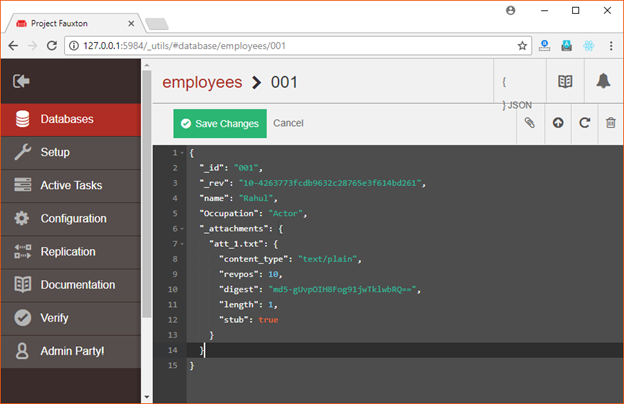 Project Fauxton
127.0.0.1:5984/_utils/#database/employees/001
employees > 001
{
} JSON
Databases
Setup
Active Tasks
Configuration
Replication
Documentation
Verify
Admin Party!
Save Changes
Cancel
1 {
2 "_id": "001",
3 "_rev": "10-4263773fcdb9632c28765e3f614bd261",
4 "name": "Rahul",
5 "Occupation": "Actor",
6 "_attachments": {
7 "att_1.txt": {
8 "content_type": "text/plain",
9 "revpos": 10,
10 "digest": "md5-gUvpOIH8Fog91jwTklwbRQ==",
11 "length": 1,
12 "stub": true
13 }
14 }
15 }